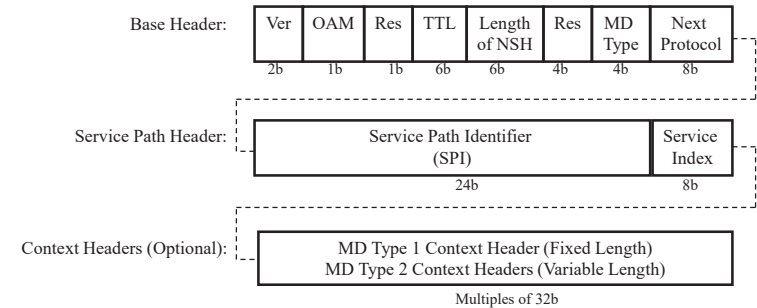 Base Header:
Ver OAM Res TTL Length of NSH Res MD Type Next Protocol
2b 1b 1b 6b 6b 4b 4b 8b
Service Path Header:
Service Path Identifier (SPI)
Service Index
24b 8b
Context Headers (Optional):
MD Type 1 Context Header (Fixed Length)
MD Type 2 Context Headers (Variable Length)
Multiples of 32b